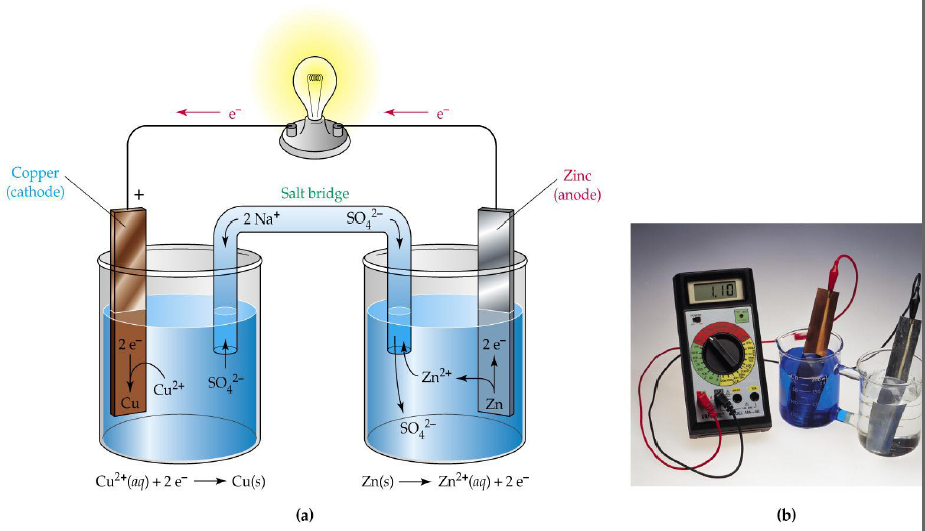 e⁻
e⁻
Copper
(cathode)
+
Zinc
(anode)
Salt bridge
2 Na⁺
SO₄²⁻
2 e⁻
Cu²⁺
Cu
SO₄²⁻
2 e⁻
Zn²⁺
Zn
SO₄²⁻
Cu²⁺(aq) + 2 e⁻ ⟶ Cu(s)
Zn(s) ⟶ Zn²⁺(aq) + 2 e⁻
1.10
(a)
(b)